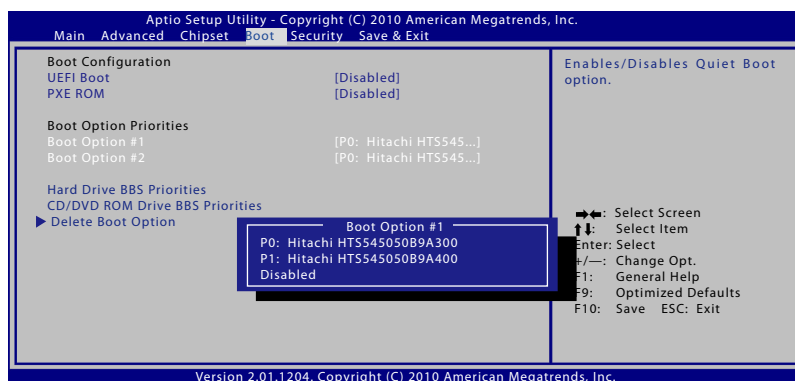 Aptio Setup Utility - Copyright (C) 2010 American Megatrends, Inc.
Main Advanced Chipset Boot Security Save & Exit
Boot Configuration
UEFI Boot [Disabled]
PXE ROM [Disabled]
Boot Option Priorities
Boot Option #1 [P0: Hitachi HTS545...]
Boot Option #2 [P0: Hitachi HTS545...]
Hard Drive BBS Priorities
CD/DVD ROM Drive BBS Priorities
Delete Boot Option
Boot Option #1
P0: Hitachi HTS545050B9A300
P1: Hitachi HTS545050B9A400
Disabled
Enables/Disables Quiet Boot
option.
: Select Screen
: Select Item
Enter: Select
+/—: Change Opt.
F1: General Help
F9: Optimized Defaults
F10: Save ESC: Exit
Version 2.01.1204. Copyright (C) 2010 American Megatrends, Inc.